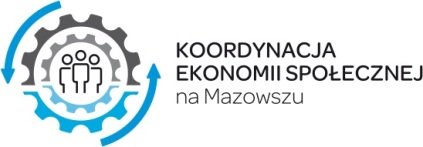 KOORDYNACJA
EKONOMII SPOŁECZNEJ
na Mazowszu